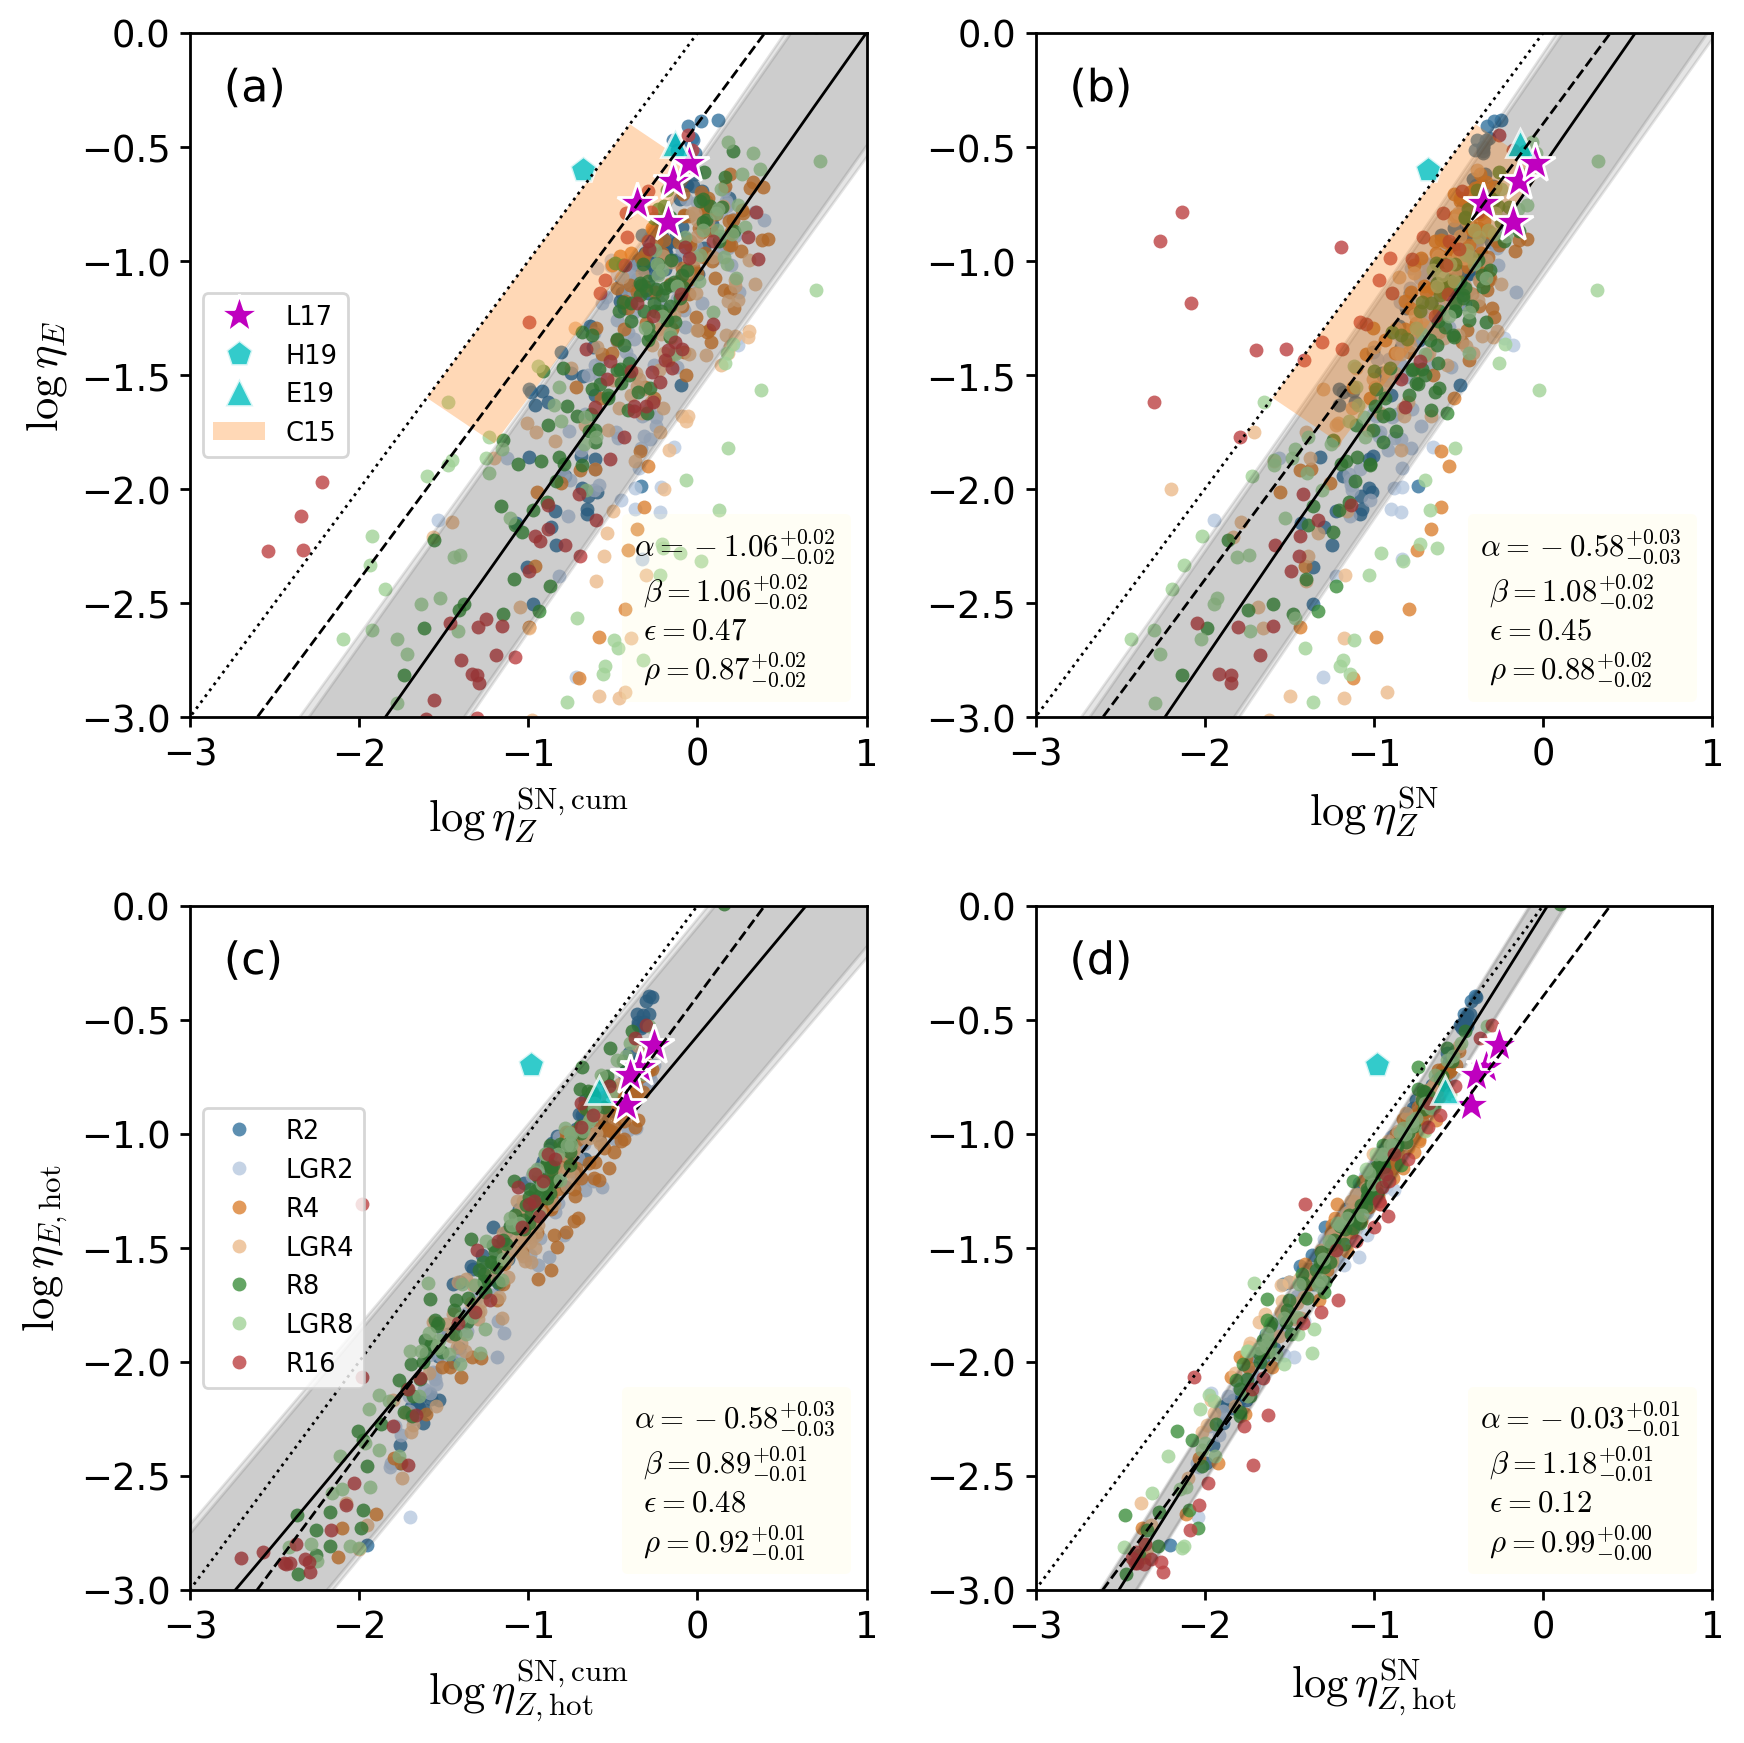 (a)
log η_E
0.0
−0.5
−1.0
−1.5
−2.0
−2.5
−3.0
L17
H19
E19
C15
α = −1.06^{+0.02}_{−0.02}
β = 1.06^{+0.02}_{−0.02}
ϵ = 0.47
ρ = 0.87^{+0.02}_{−0.02}
−3 −2 −1 0 1
log η_Z^{SN, cum}
(b)
0.0
−0.5
−1.0
−1.5
−2.0
−2.5
−3.0
α = −0.58^{+0.03}_{−0.03}
β = 1.08^{+0.02}_{−0.02}
ϵ = 0.45
ρ = 0.88^{+0.02}_{−0.02}
−3 −2 −1 0 1
log η_Z^{SN}
(c)
log η_{E, hot}
0.0
−0.5
−1.0
−1.5
−2.0
−2.5
−3.0
R2
LGR2
R4
LGR4
R8
LGR8
R16
α = −0.58^{+0.03}_{−0.03}
β = 0.89^{+0.01}_{−0.01}
ϵ = 0.48
ρ = 0.92^{+0.01}_{−0.01}
−3 −2 −1 0 1
log η_{Z, hot}^{SN, cum}
(d)
0.0
−0.5
−1.0
−1.5
−2.0
−2.5
−3.0
α = −0.03^{+0.01}_{−0.01}
β = 1.18^{+0.01}_{−0.01}
ϵ = 0.12
ρ = 0.99^{+0.00}_{−0.00}
−3 −2 −1 0 1
log η_{Z, hot}^{SN}